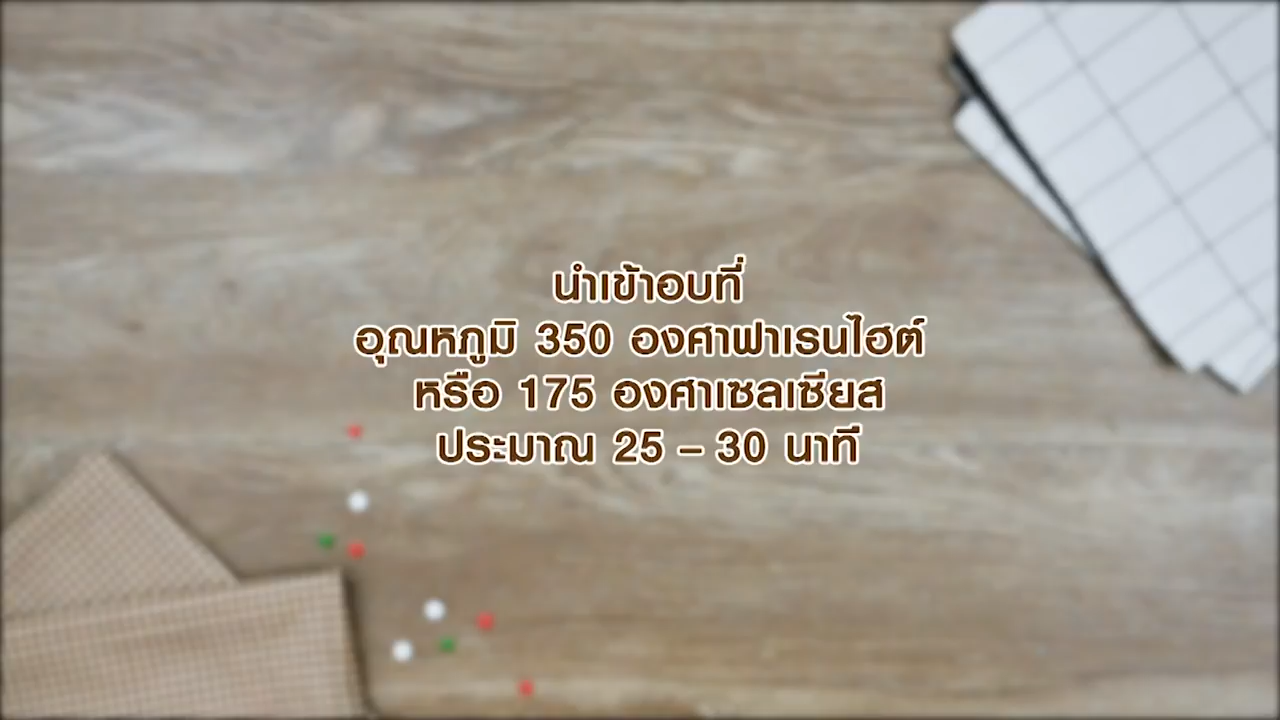 นำเข้าอบที่
อุณหภูมิ 350 องศาฟาเรนไฮต์
หรือ 175 องศาเซลเซียส
ประมาณ 25 – 30 นาที